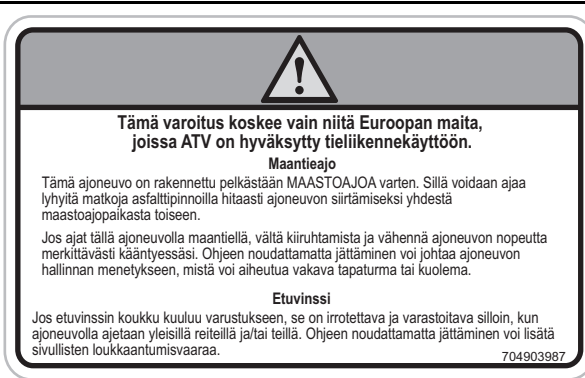 Tämä varoitus koskee vain niitä Euroopan maita,
joissa ATV on hyväksytty tieliikennekäyttöön.
Maantieajo
Tämä ajoneuvo on rakennettu pelkästään MAASTOAJOA varten. Sillä voidaan ajaa
lyhyitä matkoja asfalttipinnoilla hitaasti ajoneuvon siirtämiseksi yhdestä
maastoajopaikasta toiseen.
Jos ajat tällä ajoneuvolla maantiellä, vältä kiiruhtamista ja vähennä ajoneuvon nopeutta
merkittävästi kääntyessäsi. Ohjeen noudattamatta jättäminen voi johtaa ajoneuvon
hallinnan menetykseen, mistä voi aiheutua vakava tapaturma tai kuolema.
Etuvinssi
Jos etuvinssin koukku kuuluu varustukseen, se on irrotettava ja varastoitava silloin, kun
ajoneuvolla ajetaan yleisillä reiteillä ja/tai teillä. Ohjeen noudattamatta jättäminen voi lisätä
sivullisten loukkaantumisvaaraa.
704903987